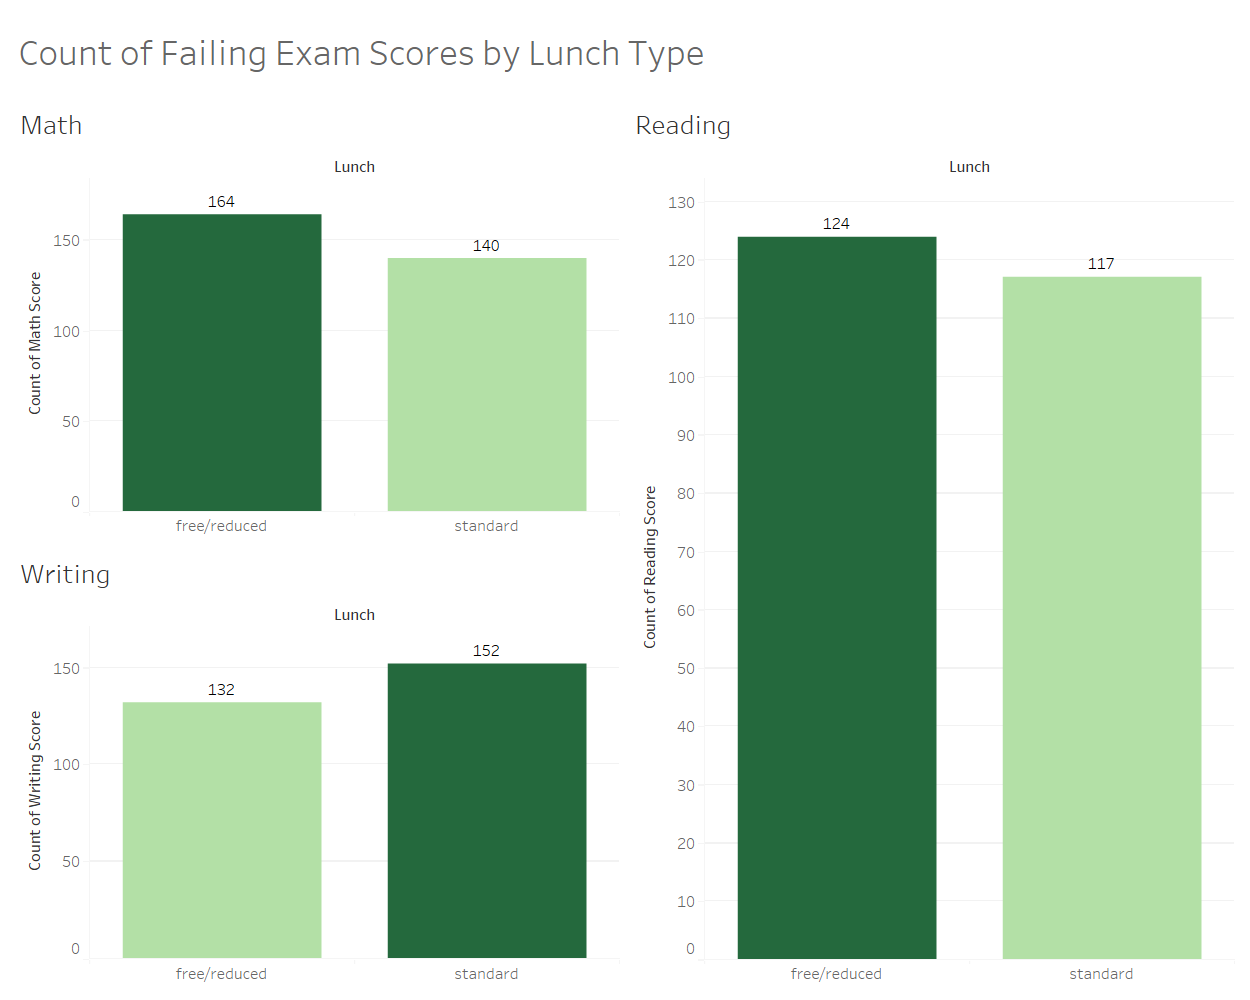 Count of Failing Exam Scores by Lunch Type
Math
Lunch
Count of Math Score
150
100
50
0
164
140
free/reduced
standard
Writing
Lunch
Count of Writing Score
150
100
50
0
132
152
free/reduced
standard
Reading
Lunch
Count of Reading Score
130
120
110
100
90
80
70
60
50
40
30
20
10
0
124
117
free/reduced
standard